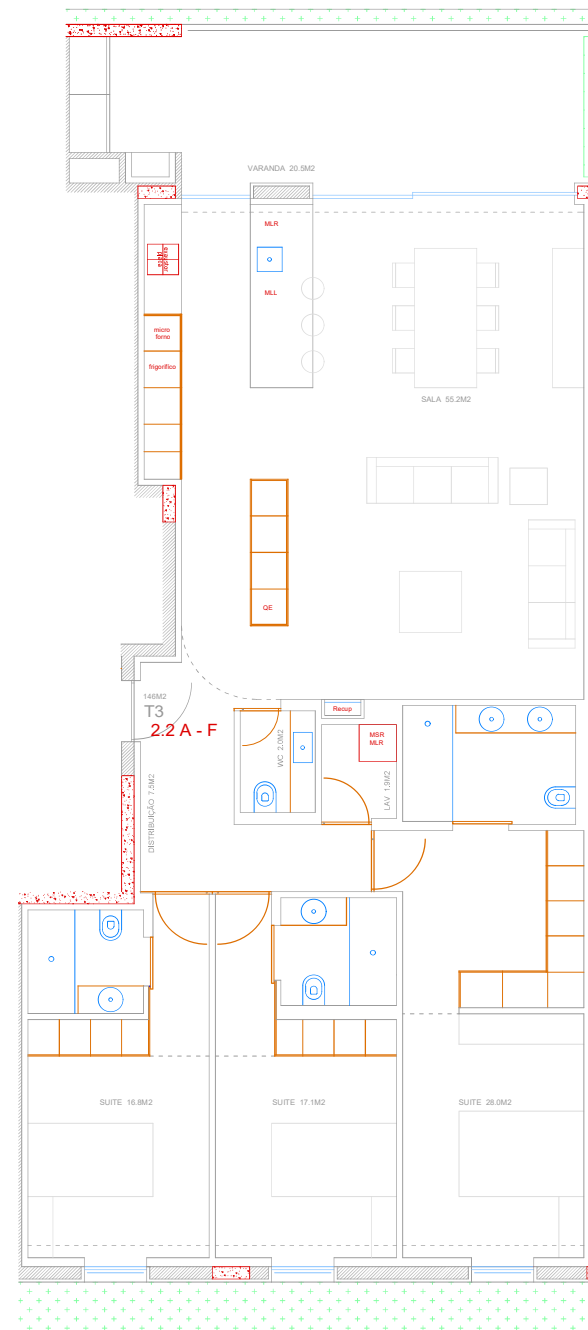 VARANDA 20.5M2
MLR
MLL
micro
forno
frigorifico
SALA 55.2M2
QE
146M2
T3
2.2 A - F
DISTRIBUIÇÃO 7.5M2
WC 2.0M2
Recup
MSR
MLR
LAV 1.9M2
SUITE 16.8M2
SUITE 17.1M2
SUITE 28.0M2